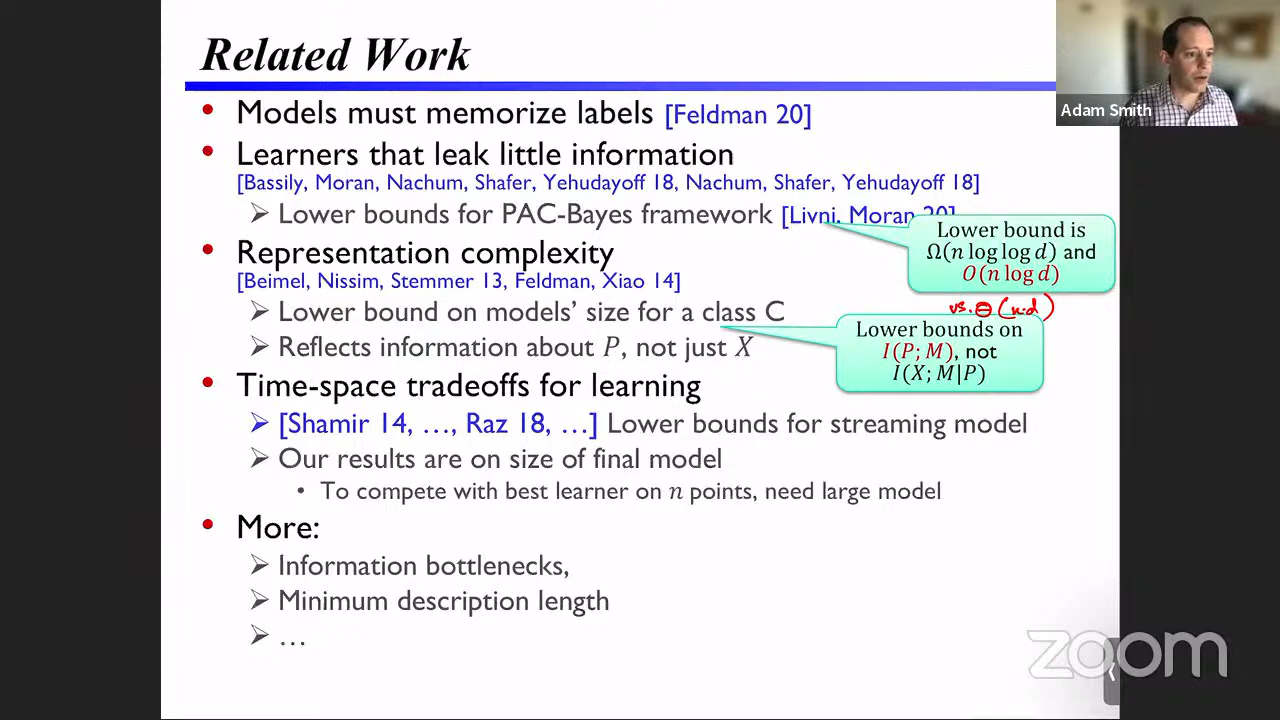 Related Work
Adam Smith
• Models must memorize labels [Feldman 20]
• Learners that leak little information
[Bassily, Moran, Nachum, Shafer, Yehudayoff 18, Nachum, Shafer, Yehudayoff 18]
➢ Lower bounds for PAC-Bayes framework [Livni, Moran 20]
Lower bound is
Ω(n log log d) and
O(n log d)
vs. Θ(n·d)
• Representation complexity
[Beimel, Nissim, Stemmer 13, Feldman, Xiao 14]
➢ Lower bound on models' size for a class C
➢ Reflects information about P, not just X
Lower bounds on
I(P; M), not
I(X; M|P)
• Time-space tradeoffs for learning
➢ [Shamir 14, …, Raz 18, …] Lower bounds for streaming model
➢ Our results are on size of final model
• To compete with best learner on n points, need large model
• More:
➢ Information bottlenecks,
➢ Minimum description length
➢ …
zoom